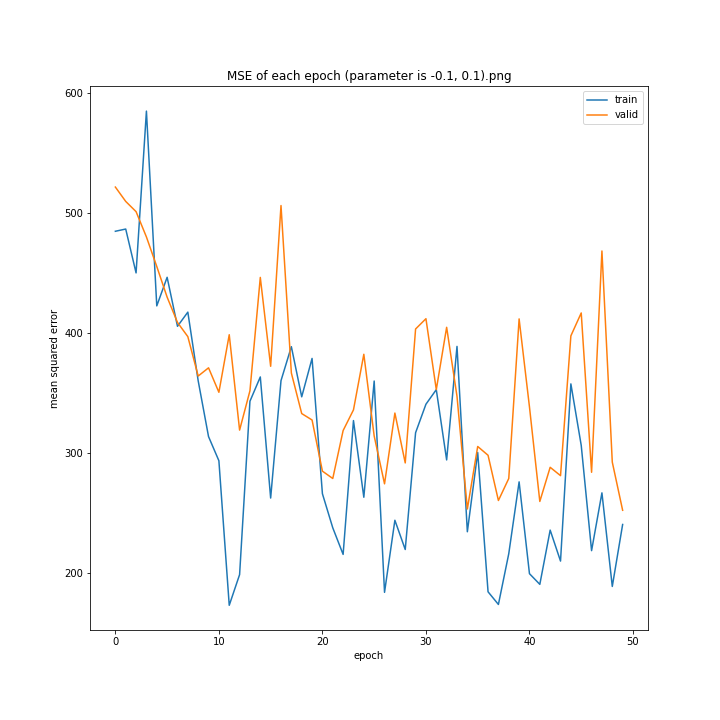 MSE of each epoch (parameter is -0.1, 0.1).png
train
valid
600
500
400
300
200
mean squared error
0
10
20
30
40
50
epoch